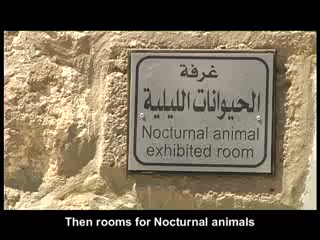 غرفة
الحيوانات الليلية
Nocturnal animal
exhibited room
Then rooms for Nocturnal animals